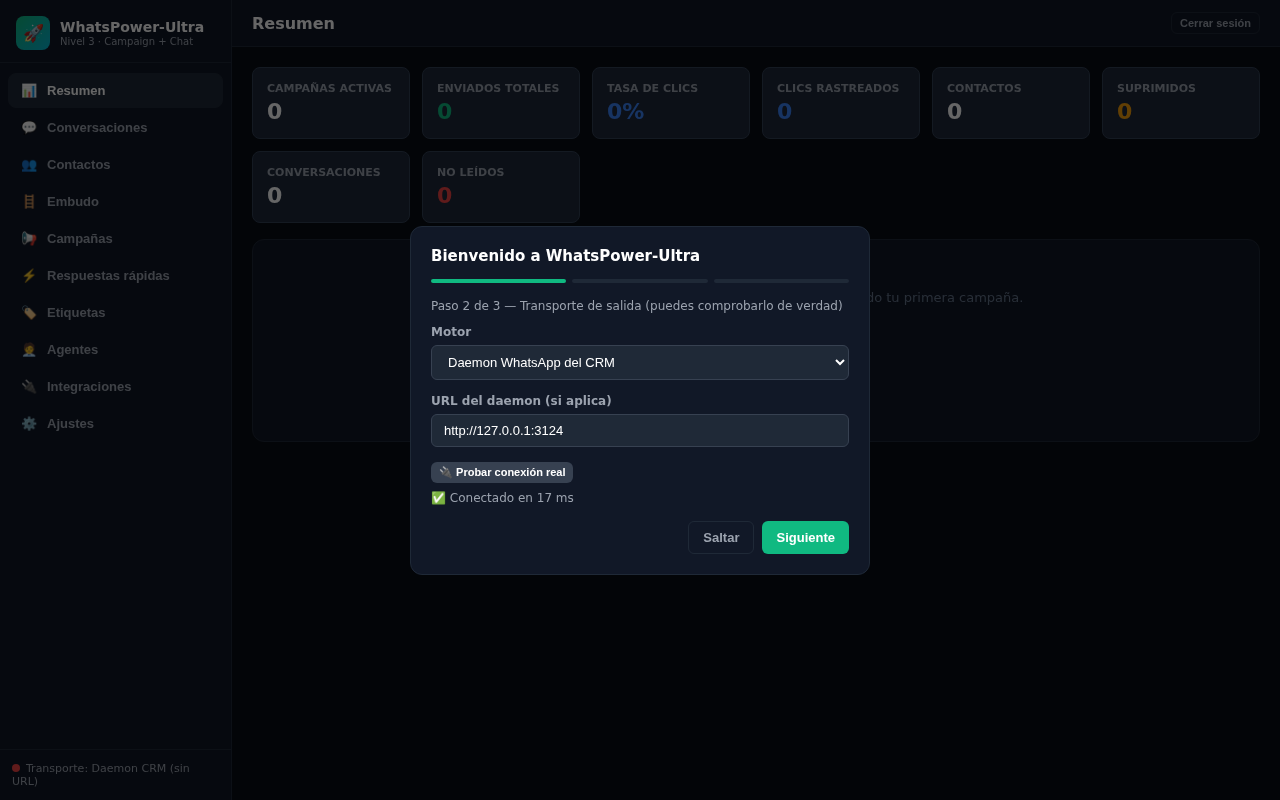 WhatsPower-Ultra
Nivel 3 · Campaign + Chat
Resumen
Conversaciones
Contactos
Embudo
Campañas
Respuestas rápidas
Etiquetas
Agentes
Integraciones
Ajustes
Transporte: Daemon CRM (sin
URL)
Resumen
Cerrar sesión
CAMPAÑAS ACTIVAS
0
ENVIADOS TOTALES
0
TASA DE CLICS
0%
CLICS RASTREADOS
0
CONTACTOS
0
SUPRIMIDOS
0
CONVERSACIONES
0
NO LEÍDOS
0
tu primera campaña.
Bienvenido a WhatsPower-Ultra
Paso 2 de 3 — Transporte de salida (puedes comprobarlo de verdad)
Motor
Daemon WhatsApp del CRM
URL del daemon (si aplica)
http://127.0.0.1:3124
Probar conexión real
Conectado en 17 ms
Saltar
Siguiente